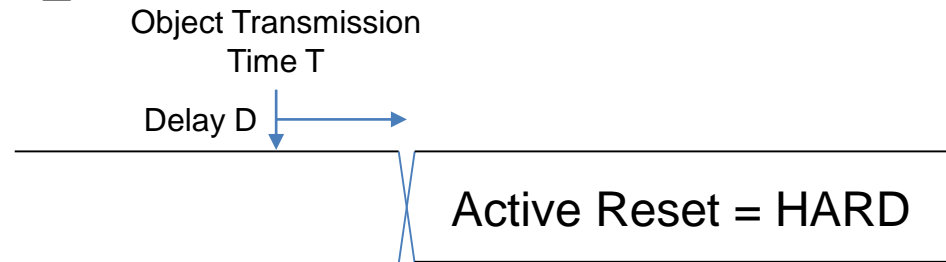 Object Transmission
Time T
Delay D
Active Reset = HARD